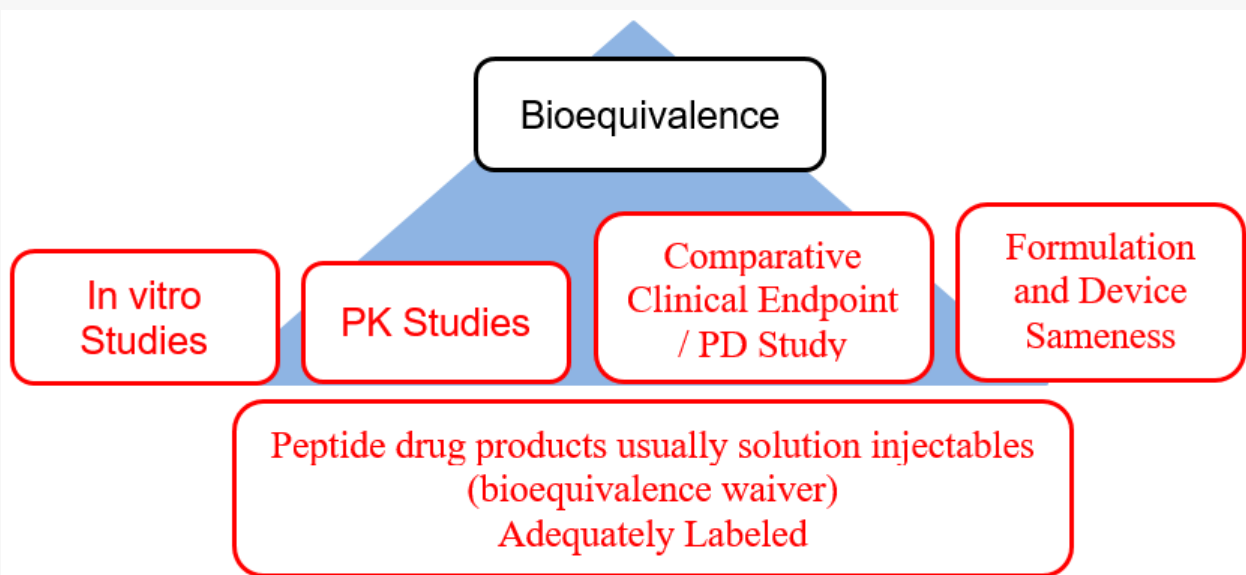 Bioequivalence
In vitro
Studies
PK Studies
Comparative
Clinical Endpoint
/ PD Study
Formulation
and Device
Sameness
Peptide drug products usually solution injectables
(bioequivalence waiver)
Adequately Labeled